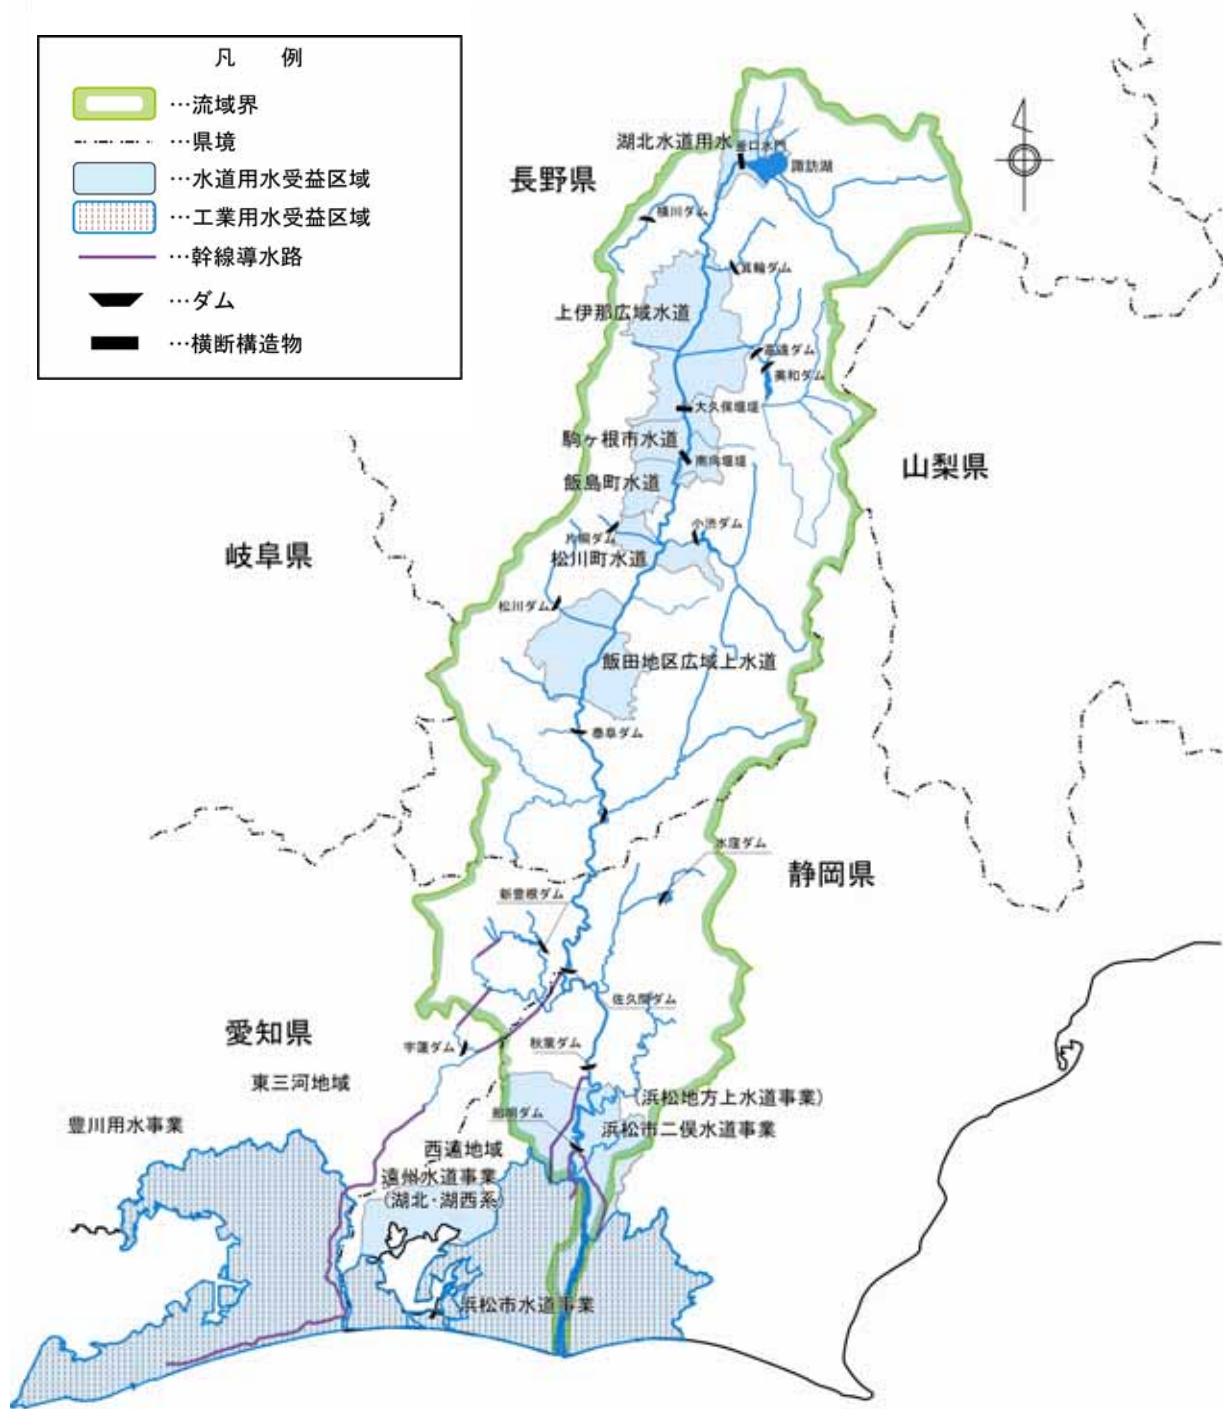 凡 例
…流域界
…県境
…水道用水受益区域
…工業用水受益区域
…幹線導水路
…ダム
…横断構造物
湖北水道用水
釜口水門
諏訪湖
長野県
横川ダム
箕輪ダム
上伊那広域水道
高遠ダム
美和ダム
大久保堰堤
駒ヶ根市水道
南向堰堤
山梨県
飯島町水道
小渋ダム
片桐ダム
松川町水道
岐阜県
松川ダム
飯田地区広域上水道
泰阜ダム
水窪ダム
静岡県
新豊根ダム
佐久間ダム
愛知県
宇蓮ダム
秋葉ダム
東三河地域
(浜松地方上水道事業)
船明ダム
豊川用水事業
浜松市二俣水道事業
西遠地域
遠州水道事業
(湖北・湖西系)
浜松市水道事業